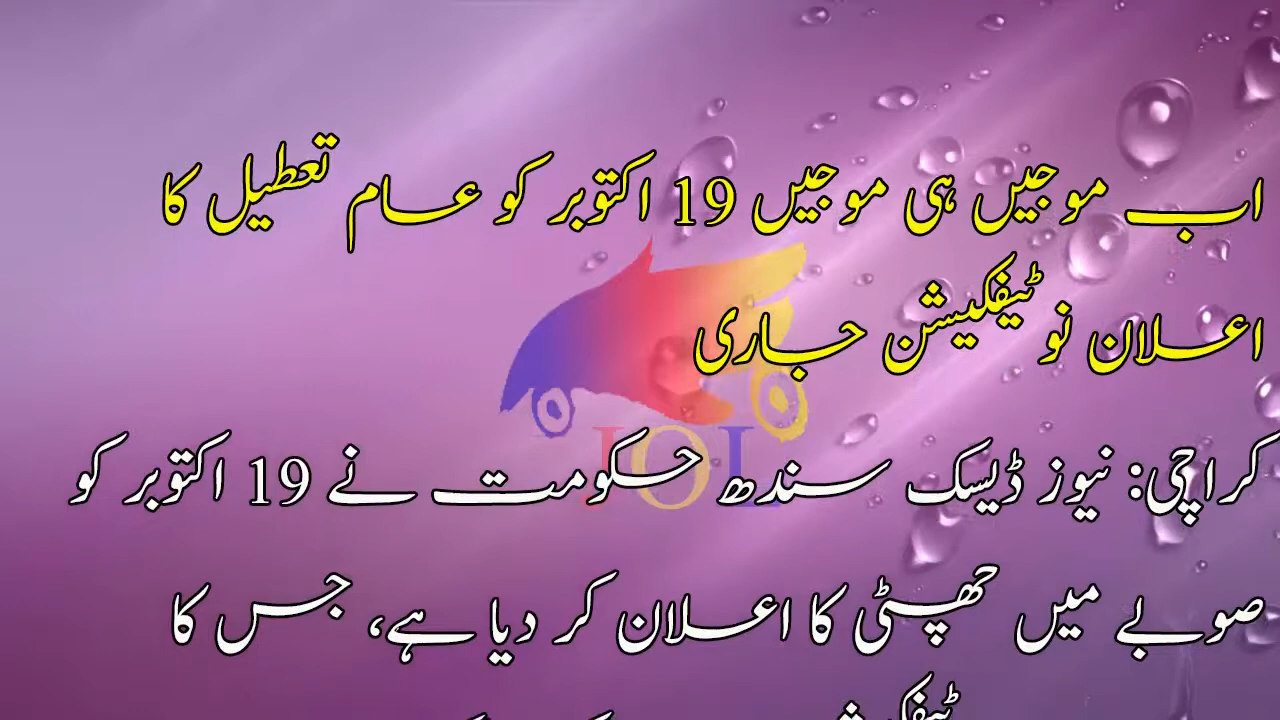 اب موجیں ہی موجیں 19 اکتوبر کو عام تعطیل کا
اعلان نوٹیفکیشن جاری
JOL
کراچی: نیوز ڈیسک سندھ حکومت نے 19 اکتوبر کو
صوبے میں چھٹی کا اعلان کر دیا ہے، جس کا